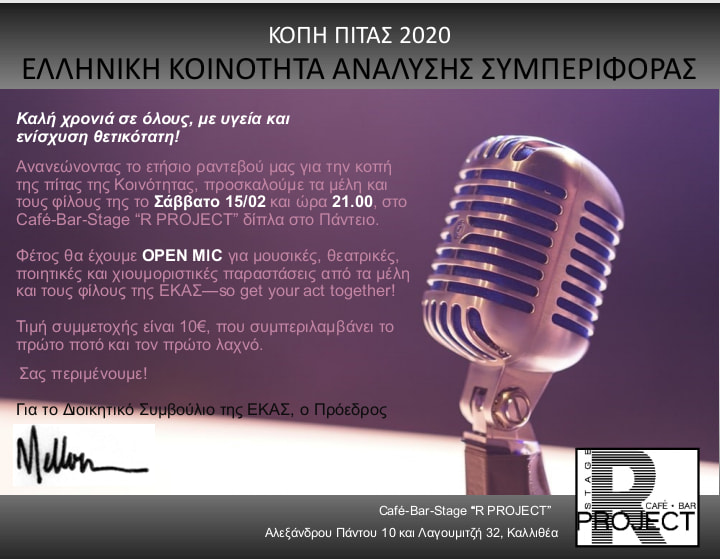 ΚΟΠΗ ΠΙΤΑΣ 2020
ΕΛΛΗΝΙΚΗ ΚΟΙΝΟΤΗΤΑ ΑΝΑΛΥΣΗΣ ΣΥΜΠΕΡΙΦΟΡΑΣ
Καλή χρονιά σε όλους, με υγεία και
ενίσχυση θετικότατη!
Ανανεώνοντας το ετήσιο ραντεβού μας για την κοπή
της πίτας της Κοινότητας, προσκαλούμε τα μέλη και
τους φίλους της το Σάββατο 15/02 και ώρα 21.00, στο
Café-Bar-Stage “R PROJECT” δίπλα στο Πάντειο.
Φέτος θα έχουμε OPEN MIC για μουσικές, θεατρικές,
ποιητικές και χιουμοριστικές παραστάσεις από τα μέλη
και τους φίλους της ΕΚΑΣ—so get your act together!
Τιμή συμμετοχής είναι 10€, που συμπεριλαμβάνει το
πρώτο ποτό και τον πρώτο λαχνό.
Σας περιμένουμε!
Για το Διοικητικό Συμβούλιο της ΕΚΑΣ, ο Πρόεδρος
Mellon
STAGE
R
CAFÈ • BAR
PROJECT
Café-Bar-Stage “R PROJECT”
Αλεξάνδρου Πάντου 10 και Λαγουμιτζή 32, Καλλιθέα